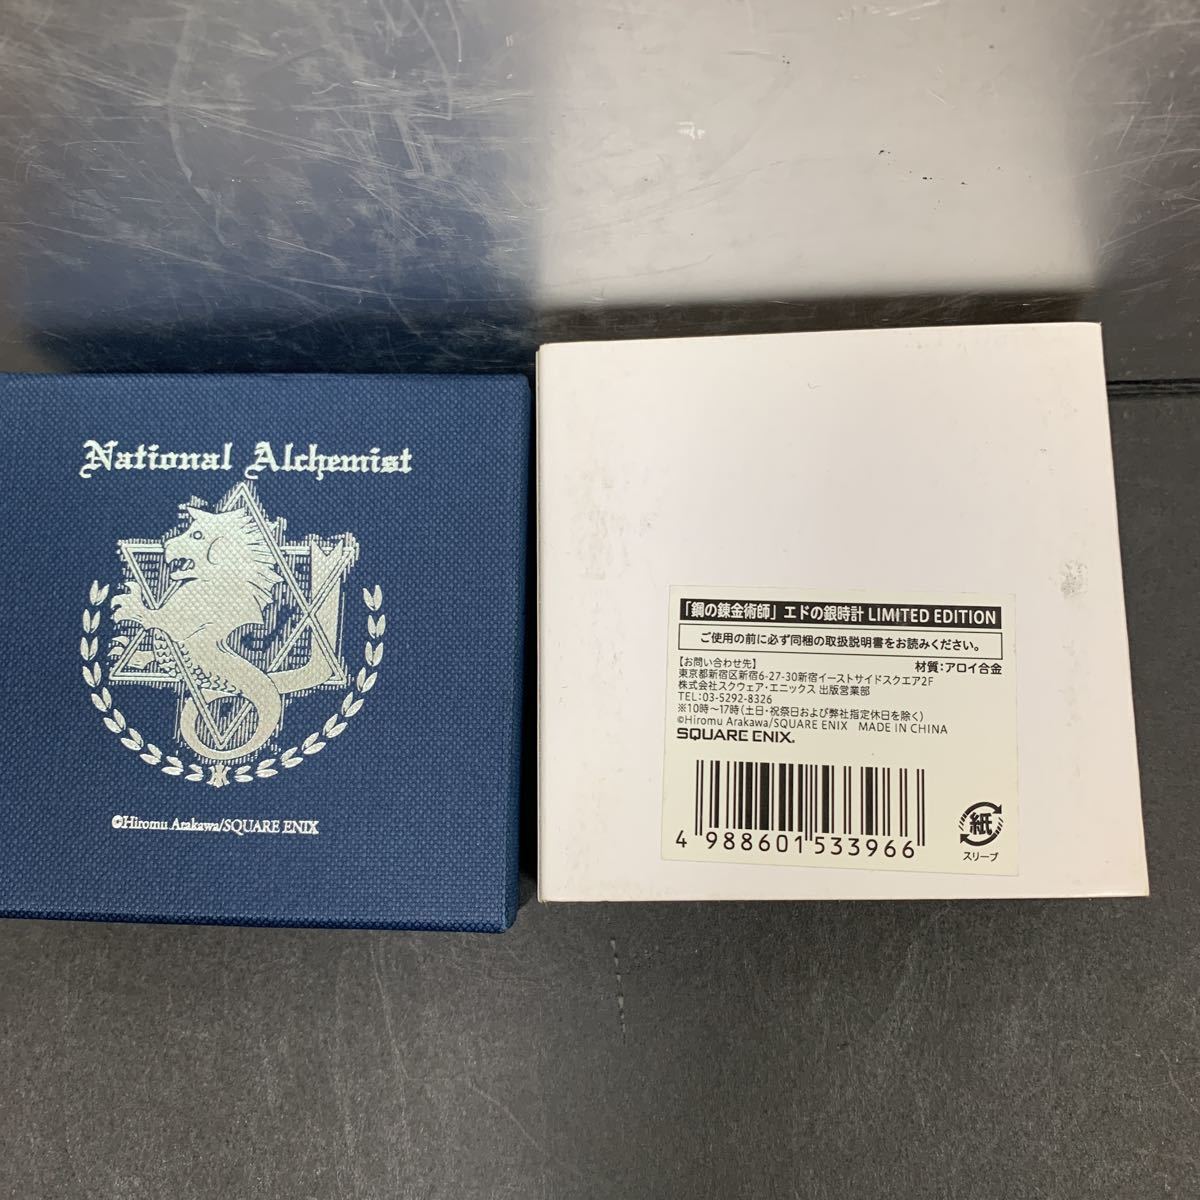 National Alchemist
©Hiromu Arakawa/SQUARE ENIX
「鋼の錬金術師」エドの銀時計 LIMITED EDITION
ご使用の前に必ず同梱の取扱説明書をお読みください。
【お問い合わせ先】 材質：アロイ合金
東京都新宿区新宿6-27-30新宿イーストサイドスクエア2F
株式会社スクウェア・エニックス 出版営業部
TEL:03-5292-8326
※10時～17時(土日・祝祭日および弊社指定休日を除く)
©Hiromu Arakawa/SQUARE ENIX MADE IN CHINA
SQUARE ENIX.
4 988601 533966
紙
スリーブ